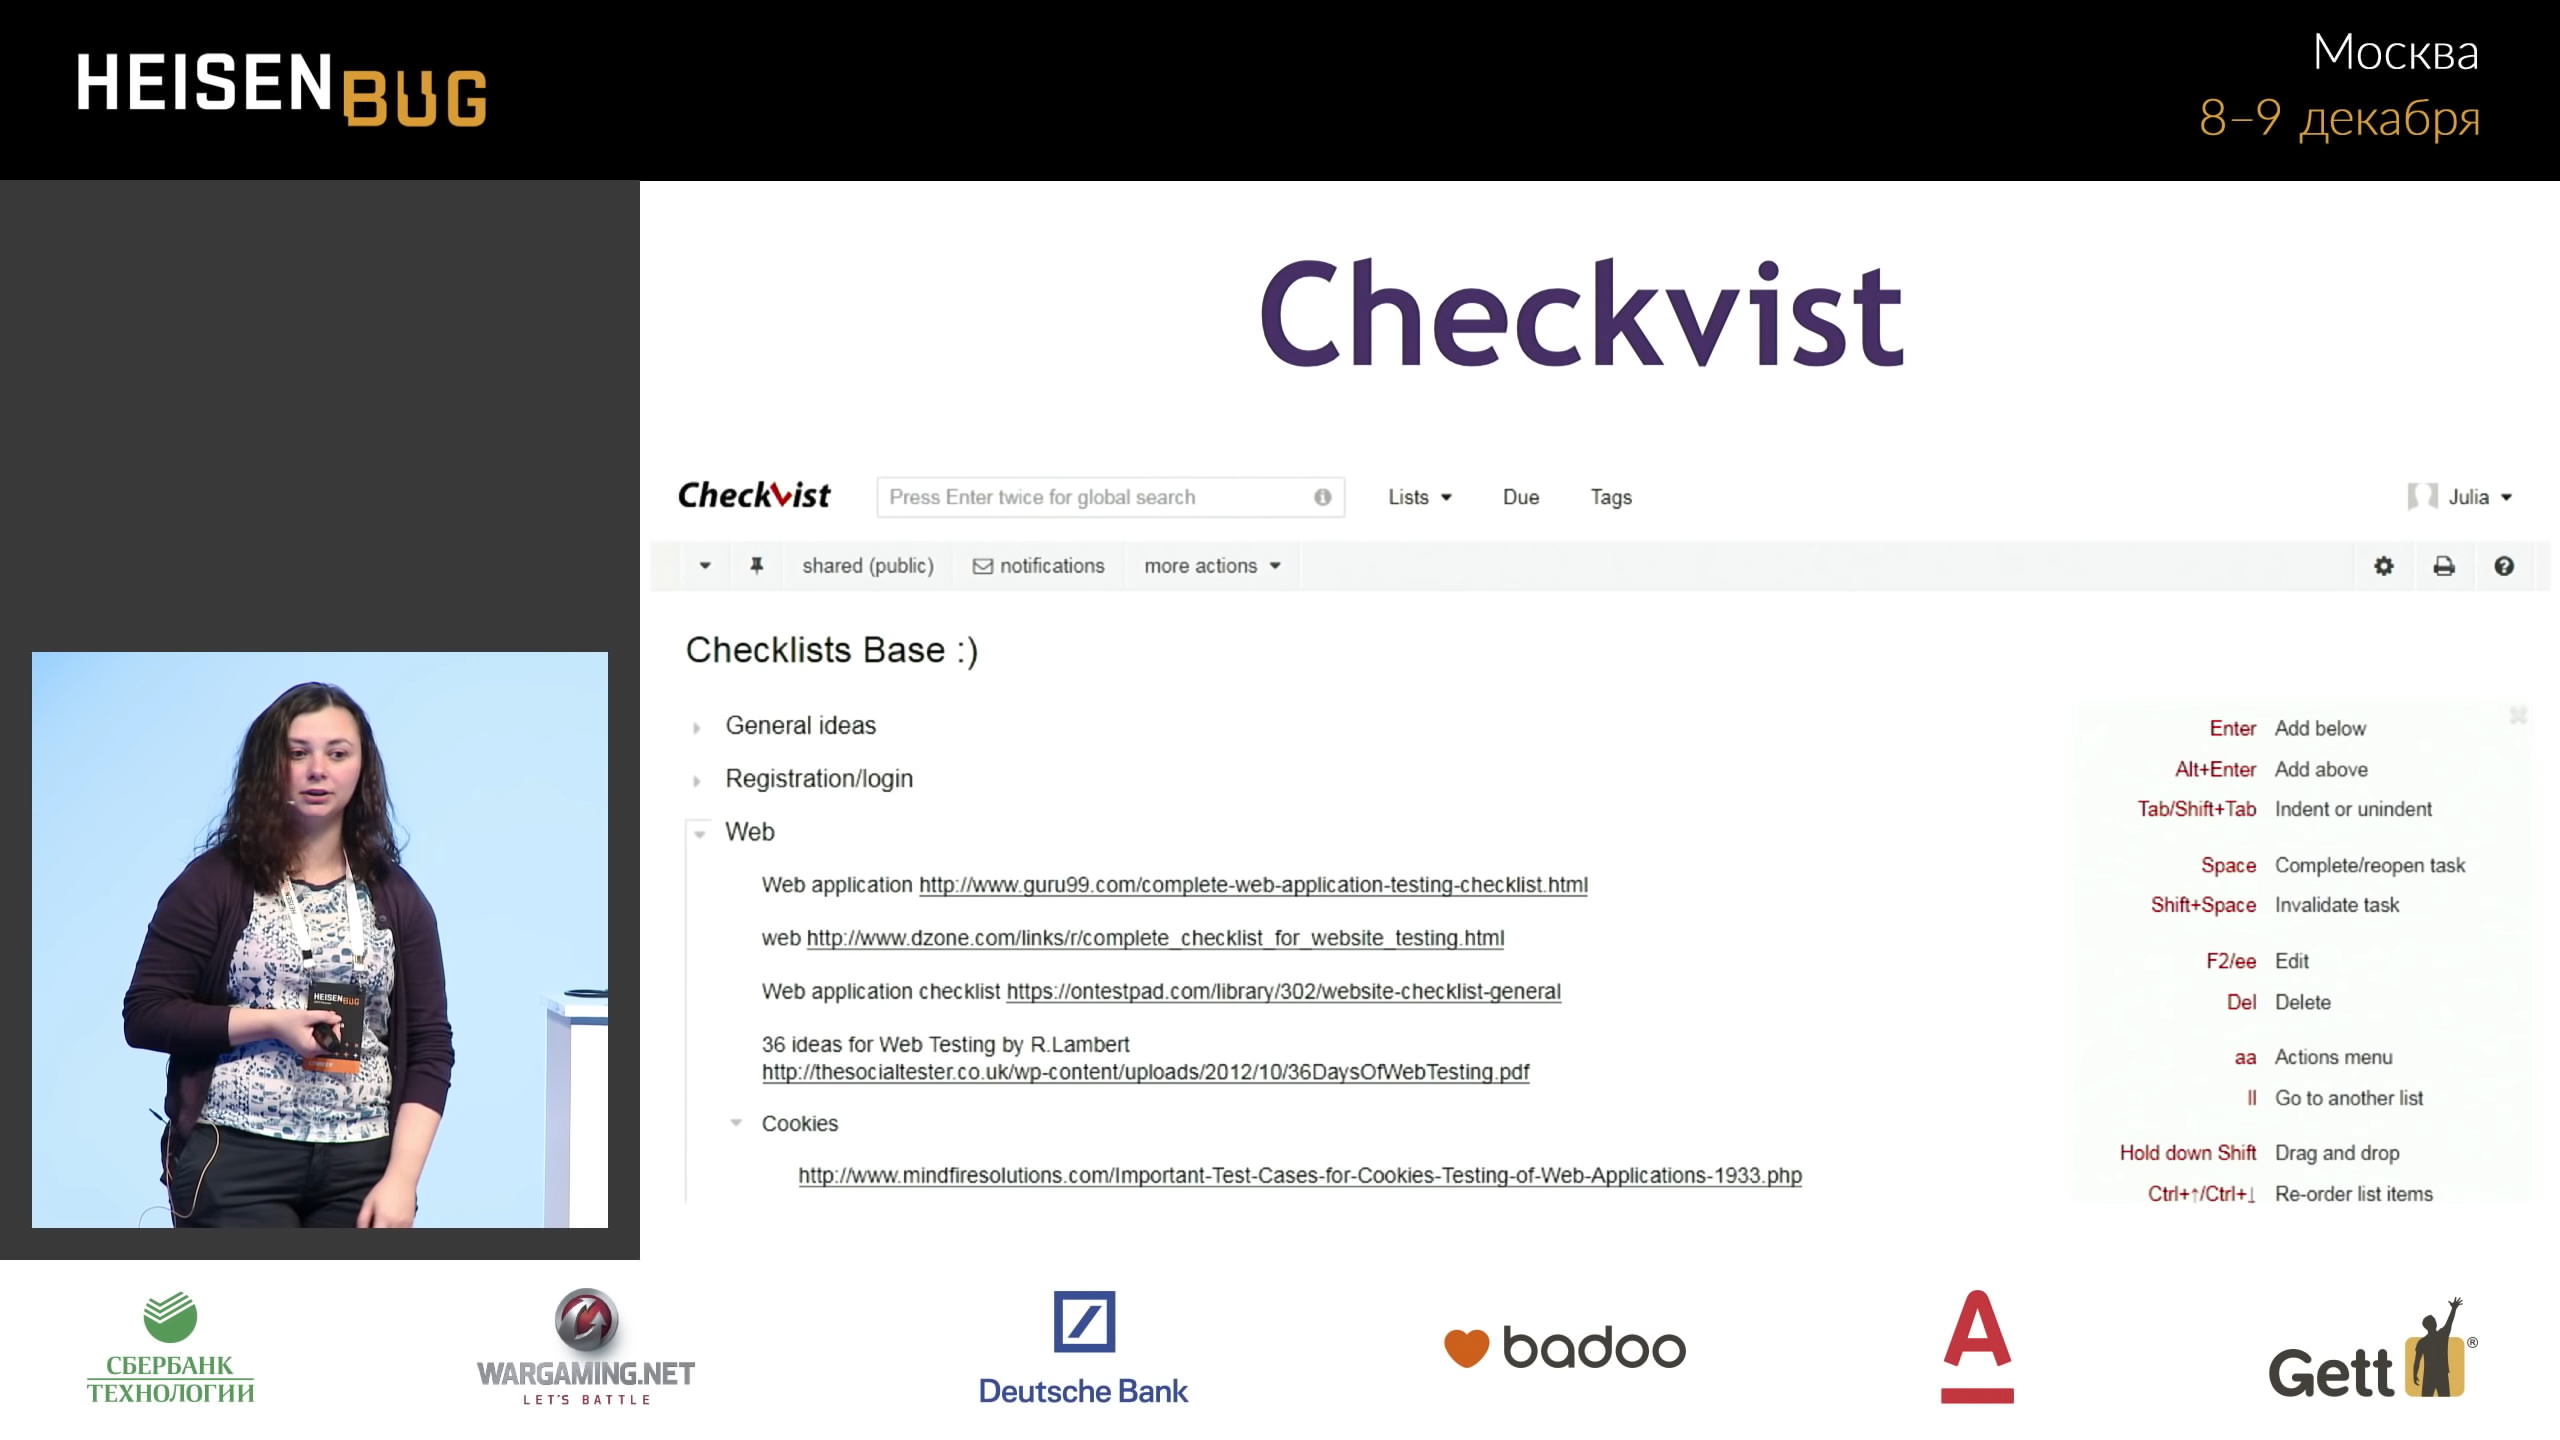 HEISENBUG
Москва
8–9 декабря
Checkvist
Checkvist
Press Enter twice for global search
Lists
Due
Tags
Julia
shared (public)
notifications
more actions
Checklists Base :)
General ideas
Registration/login
Web
Web application http://www.guru99.com/complete-web-application-testing-checklist.html
web http://www.dzone.com/links/r/complete_checklist_for_website_testing.html
Web application checklist https://ontestpad.com/library/302/website-checklist-general
36 ideas for Web Testing by R.Lambert
http://thesocialtester.co.uk/wp-content/uploads/2012/10/36DaysOfWebTesting.pdf
Cookies
http://www.mindfiresolutions.com/Important-Test-Cases-for-Cookies-Testing-of-Web-Applications-1933.php
Enter Add below
Alt+Enter Add above
Tab/Shift+Tab Indent or unindent
Space Complete/reopen task
Shift+Space Invalidate task
F2/ee Edit
Del Delete
aa Actions menu
ll Go to another list
Hold down Shift Drag and drop
Ctrl+↑/Ctrl+↓ Re-order list items
HEISENBUG
СБЕРБАНК
ТЕХНОЛОГИИ
WARGAMING.NET
LET'S BATTLE
Deutsche Bank
badoo
А
Gett®